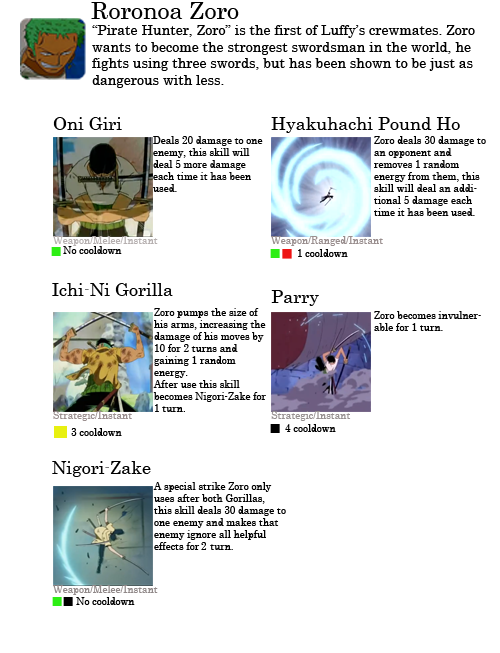 Roronoa Zoro
“Pirate Hunter, Zoro” is the first of Luffy’s crewmates. Zoro
wants to become the strongest swordsman in the world, he
fights using three swords, but has been shown to be just as
dangerous with less.
Oni Giri
Deals 20 damage to one
enemy, this skill will
deal 5 more damage
each time it has been
used.
Weapon/Melee/Instant
No cooldown
Hyakuhachi Pound Ho
Zoro deals 30 damage to
an opponent and
removes 1 random
energy from them, this
skill will deal an addi-
tional 5 damage each
time it has been used.
Weapon/Ranged/Instant
1 cooldown
Ichi-Ni Gorilla
Zoro pumps the size of
his arms, increasing the
damage of his moves by
10 for 2 turns and
gaining 1 random
energy.
After use this skill
becomes Nigori-Zake for
1 turn.
Strategic/Instant
3 cooldown
Parry
Zoro becomes invulner-
able for 1 turn.
Strategic/Instant
4 cooldown
Nigori-Zake
A special strike Zoro only
uses after both Gorillas,
this skill deals 30 damage to
one enemy and makes that
enemy ignore all helpful
effects for 2 turn.
Weapon/Melee/Instant
No cooldown